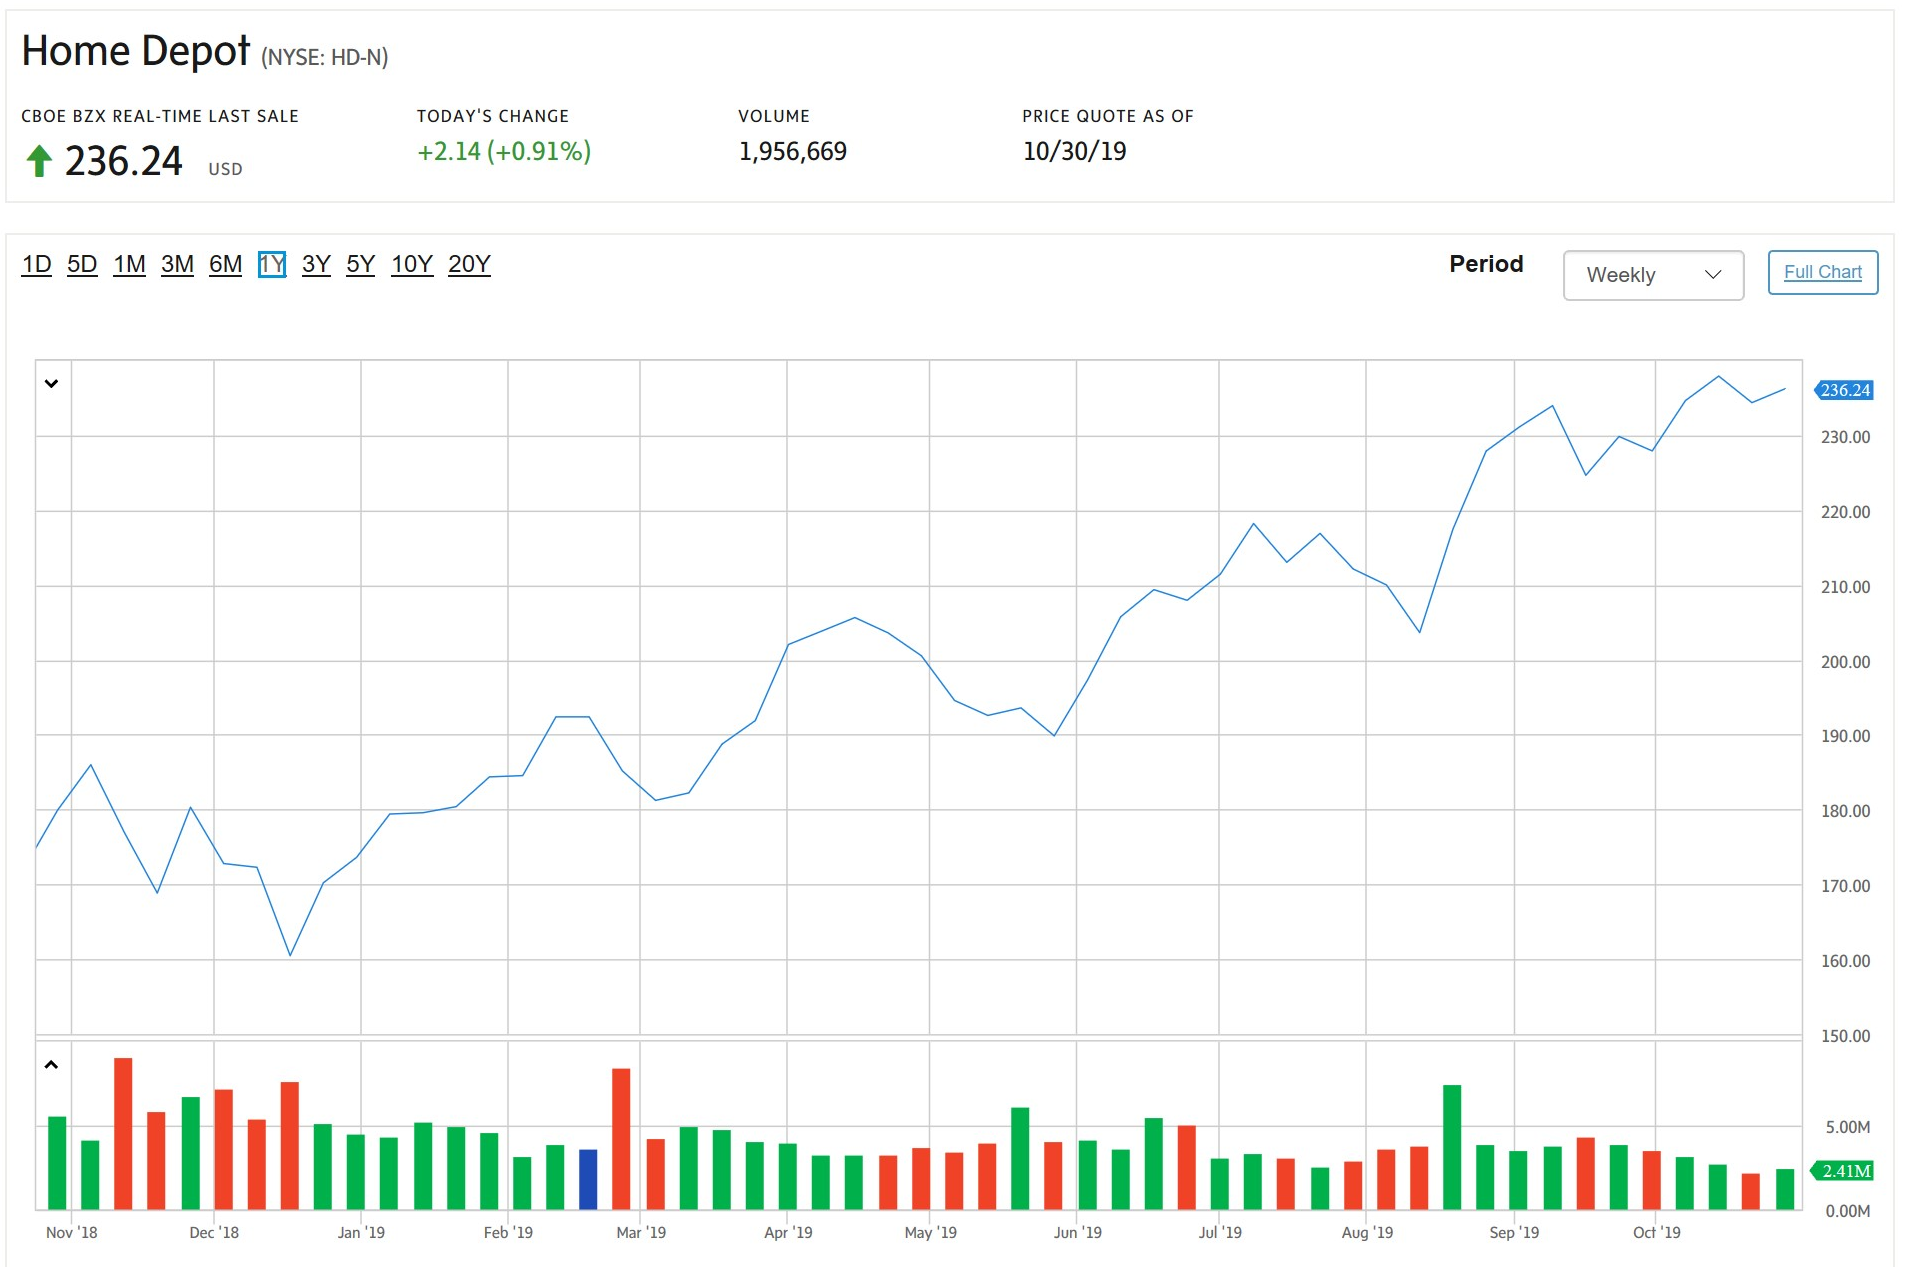 Home Depot (NYSE: HD-N)
CBOE BZX REAL-TIME LAST SALE
TODAY'S CHANGE
VOLUME
PRICE QUOTE AS OF
236.24 USD
+2.14 (+0.91%)
1,956,669
10/30/19
1D 5D 1M 3M 6M 1Y 3Y 5Y 10Y 20Y
Period
Weekly
Full Chart
236.24
230.00
220.00
210.00
200.00
190.00
180.00
170.00
160.00
150.00
5.00M
2.41M
0.00M
Nov '18 Dec '18 Jan '19 Feb '19 Mar '19 Apr '19 May '19 Jun '19 Jul '19 Aug '19 Sep '19 Oct '19